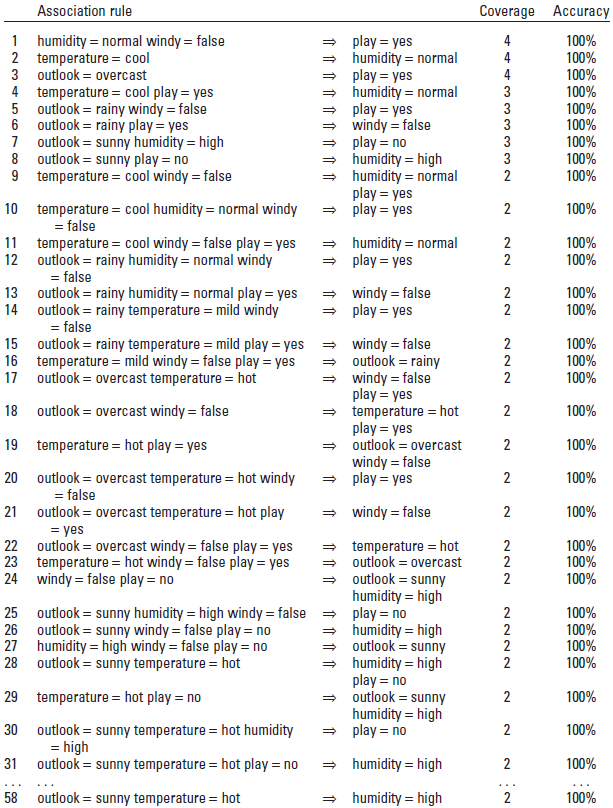 Association rule Coverage Accuracy
1 humidity = normal windy = false ⇒ play = yes 4 100%
2 temperature = cool ⇒ humidity = normal 4 100%
3 outlook = overcast ⇒ play = yes 4 100%
4 temperature = cool play = yes ⇒ humidity = normal 3 100%
5 outlook = rainy windy = false ⇒ play = yes 3 100%
6 outlook = rainy play = yes ⇒ windy = false 3 100%
7 outlook = sunny humidity = high ⇒ play = no 3 100%
8 outlook = sunny play = no ⇒ humidity = high 3 100%
9 temperature = cool windy = false ⇒ humidity = normal 2 100%
play = yes
10 temperature = cool humidity = normal windy ⇒ play = yes 2 100%
= false
11 temperature = cool windy = false play = yes ⇒ humidity = normal 2 100%
12 outlook = rainy humidity = normal windy ⇒ play = yes 2 100%
= false
13 outlook = rainy humidity = normal play = yes ⇒ windy = false 2 100%
14 outlook = rainy temperature = mild windy ⇒ play = yes 2 100%
= false
15 outlook = rainy temperature = mild play = yes ⇒ windy = false 2 100%
16 temperature = mild windy = false play = yes ⇒ outlook = rainy 2 100%
17 outlook = overcast temperature = hot ⇒ windy = false 2 100%
play = yes
18 outlook = overcast windy = false ⇒ temperature = hot 2 100%
play = yes
19 temperature = hot play = yes ⇒ outlook = overcast 2 100%
windy = false
20 outlook = overcast temperature = hot windy ⇒ play = yes 2 100%
= false
21 outlook = overcast temperature = hot play ⇒ windy = false 2 100%
= yes
22 outlook = overcast windy = false play = yes ⇒ temperature = hot 2 100%
23 temperature = hot windy = false play = yes ⇒ outlook = overcast 2 100%
24 windy = false play = no ⇒ outlook = sunny 2 100%
humidity = high
25 outlook = sunny humidity = high windy = false ⇒ play = no 2 100%
26 outlook = sunny windy = false play = no ⇒ humidity = high 2 100%
27 humidity = high windy = false play = no ⇒ outlook = sunny 2 100%
28 outlook = sunny temperature = hot ⇒ humidity = high 2 100%
play = no
29 temperature = hot play = no ⇒ outlook = sunny 2 100%
humidity = high
30 outlook = sunny temperature = hot humidity ⇒ play = no 2 100%
= high
31 outlook = sunny temperature = hot play = no ⇒ humidity = high 2 100%
... ... ... ...
58 outlook = sunny temperature = hot ⇒ humidity = high 2 100%